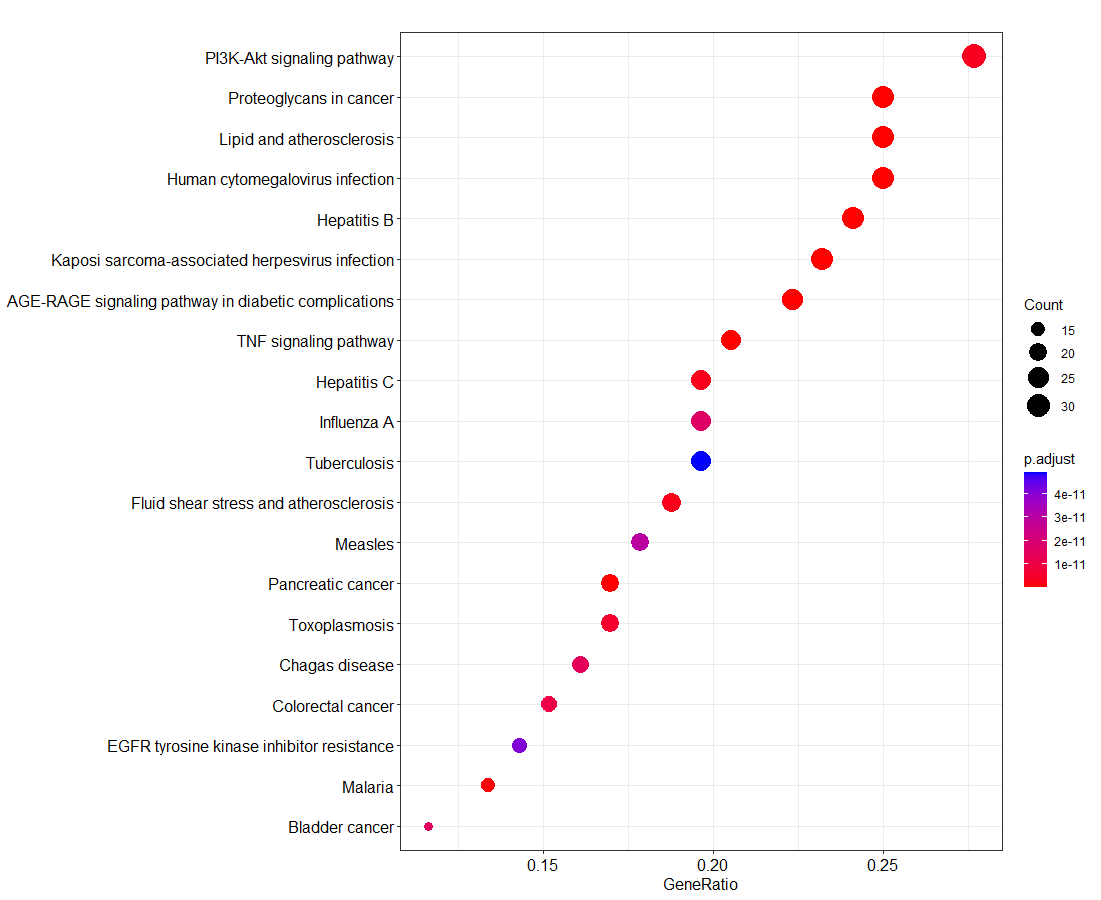 PI3K-Akt signaling pathway
Proteoglycans in cancer
Lipid and atherosclerosis
Human cytomegalovirus infection
Hepatitis B
Kaposi sarcoma-associated herpesvirus infection
AGE-RAGE signaling pathway in diabetic complications
TNF signaling pathway
Hepatitis C
Influenza A
Tuberculosis
Fluid shear stress and atherosclerosis
Measles
Pancreatic cancer
Toxoplasmosis
Chagas disease
Colorectal cancer
EGFR tyrosine kinase inhibitor resistance
Malaria
Bladder cancer
0.15 0.20 0.25
GeneRatio
Count
15
20
25
30
p.adjust
4e-11
3e-11
2e-11
1e-11